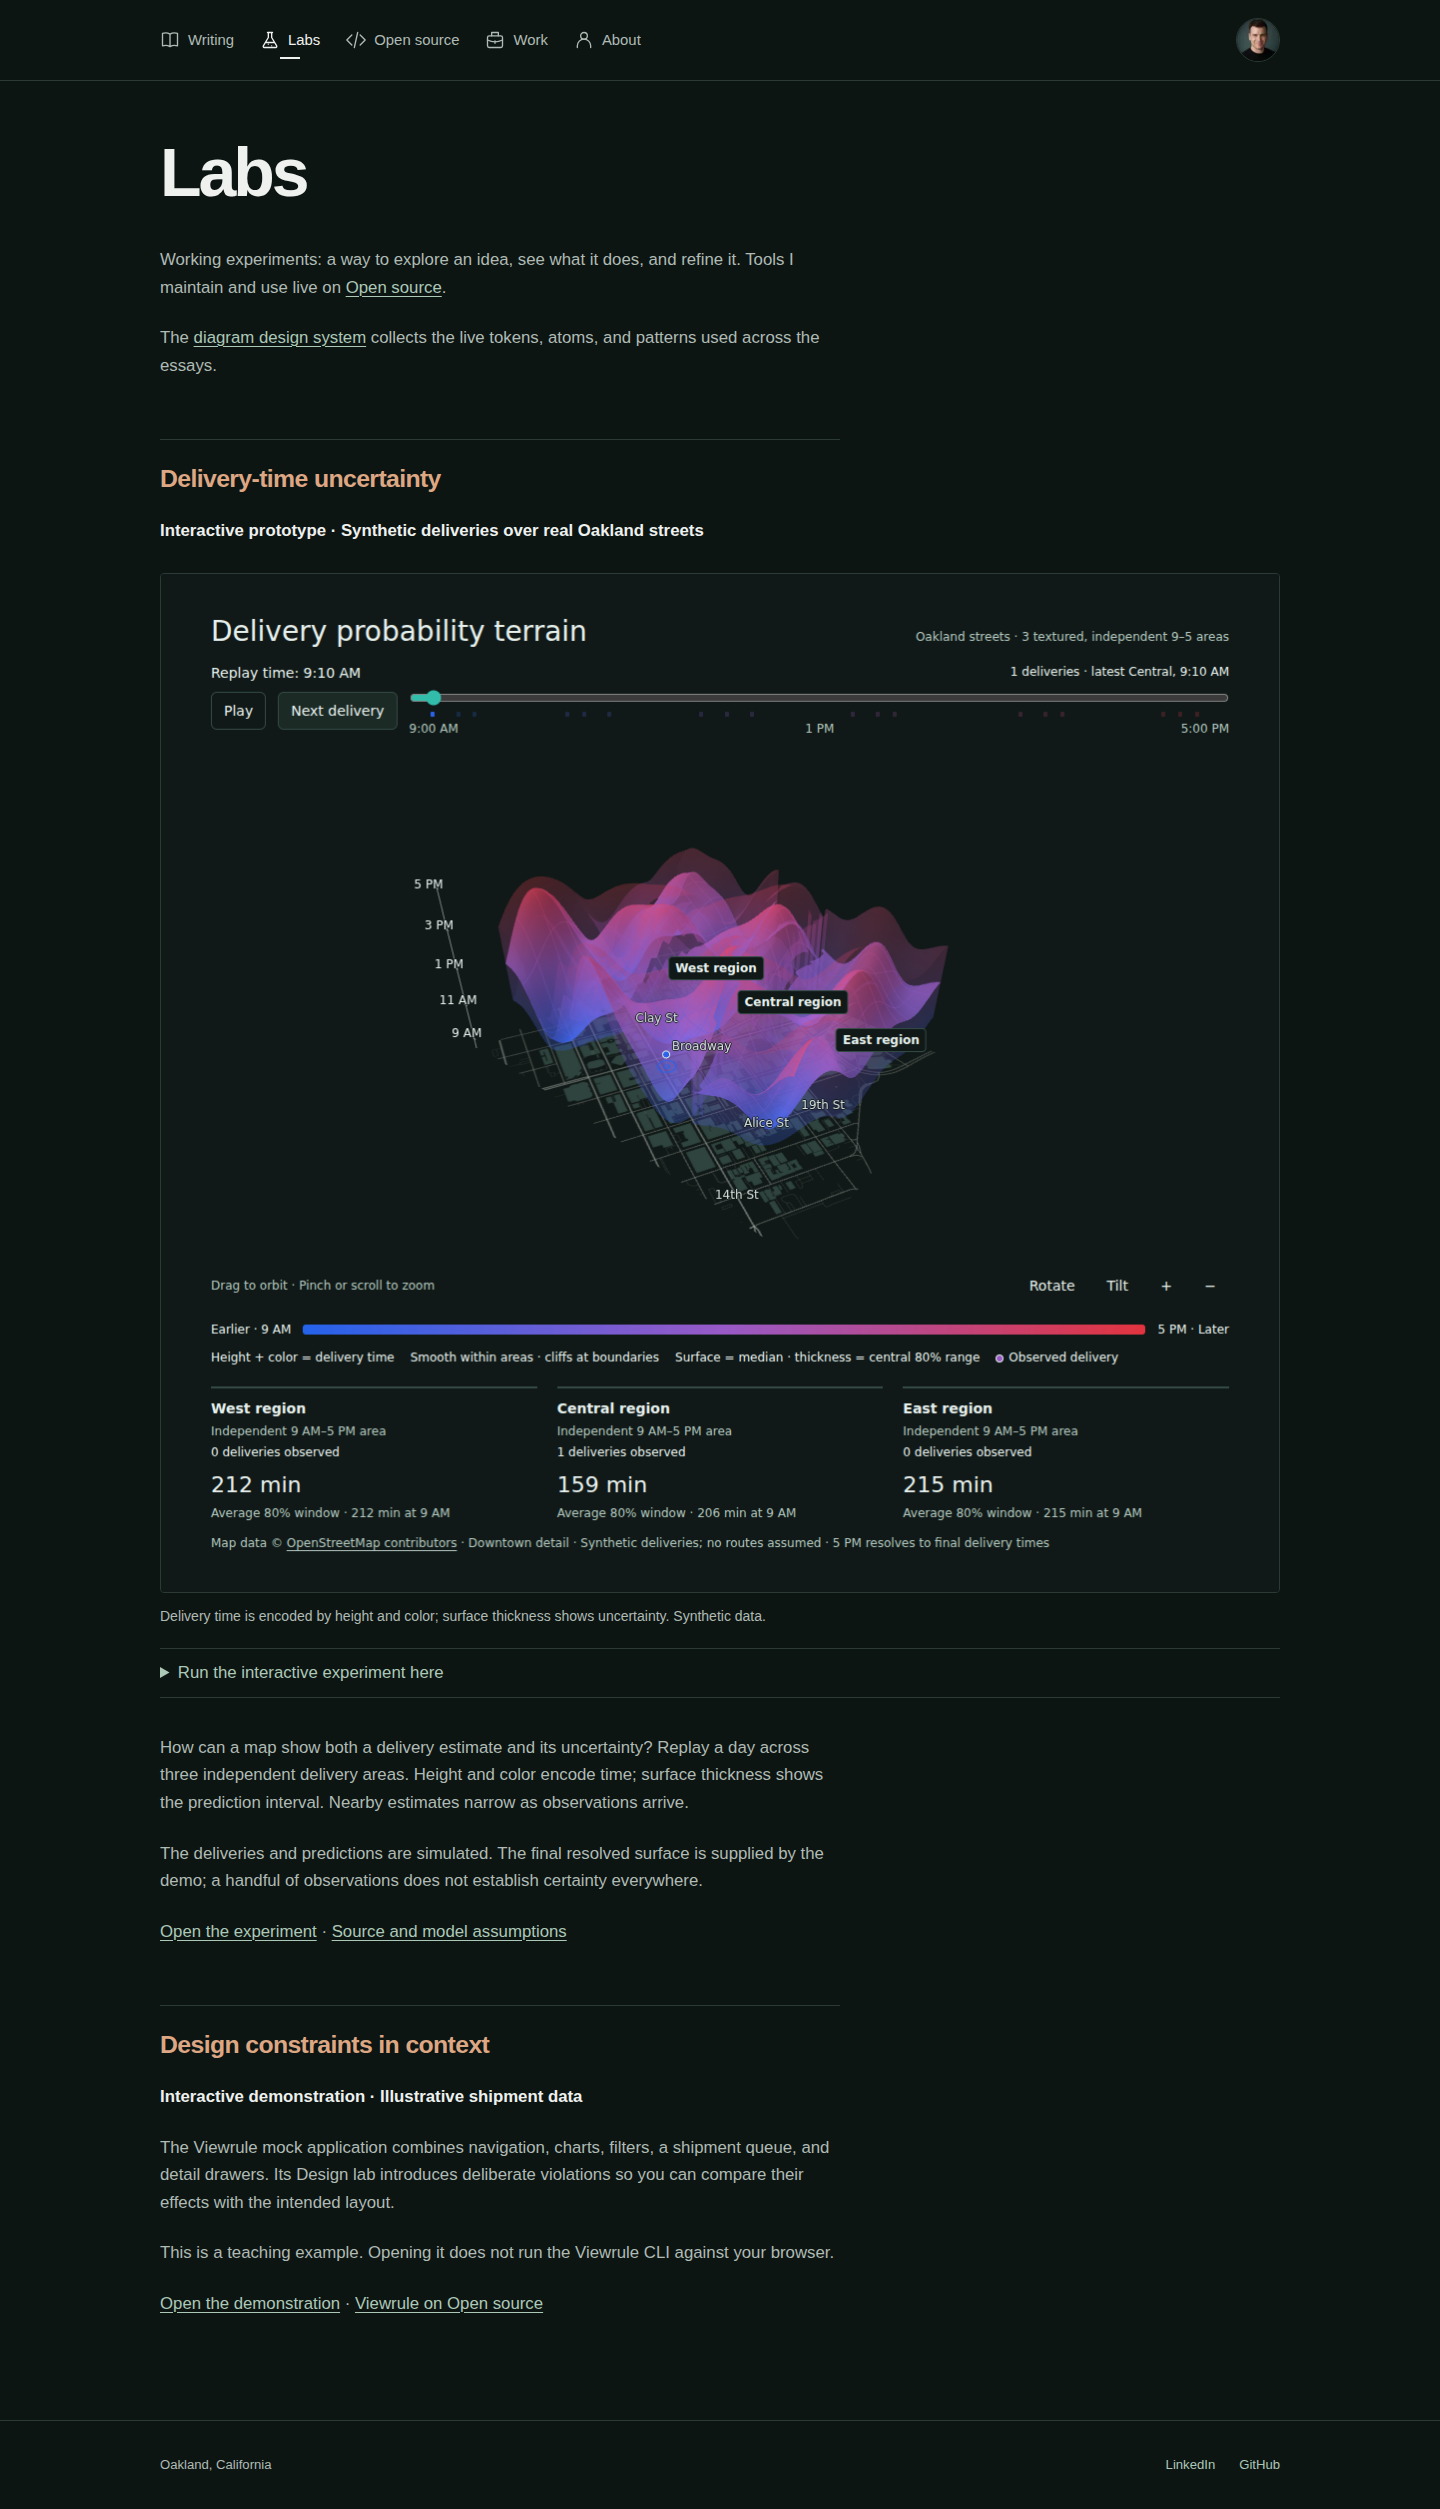 Writing
Labs
Open source
Work
About
Labs
Working experiments: a way to explore an idea, see what it does, and refine it. Tools I
maintain and use live on Open source.
The diagram design system collects the live tokens, atoms, and patterns used across the
essays.
Delivery-time uncertainty
Interactive prototype · Synthetic deliveries over real Oakland streets
Delivery probability terrain
Oakland streets · 3 textured, independent 9–5 areas
Replay time: 9:10 AM
1 deliveries · latest Central, 9:10 AM
Play
Next delivery
9:00 AM
1 PM
5:00 PM
5 PM
3 PM
1 PM
11 AM
9 AM
West region
Central region
East region
Clay St
Broadway
19th St
Alice St
14th St
Drag to orbit · Pinch or scroll to zoom
Rotate
Tilt
+
−
Earlier · 9 AM
5 PM · Later
Height + color = delivery time
Smooth within areas · cliffs at boundaries
Surface = median · thickness = central 80% range
Observed delivery
West region
Independent 9 AM–5 PM area
0 deliveries observed
212 min
Average 80% window · 212 min at 9 AM
Central region
Independent 9 AM–5 PM area
1 deliveries observed
159 min
Average 80% window · 206 min at 9 AM
East region
Independent 9 AM–5 PM area
0 deliveries observed
215 min
Average 80% window · 215 min at 9 AM
Map data © OpenStreetMap contributors · Downtown detail · Synthetic deliveries; no routes assumed · 5 PM resolves to final delivery times
Delivery time is encoded by height and color; surface thickness shows uncertainty. Synthetic data.
Run the interactive experiment here
How can a map show both a delivery estimate and its uncertainty? Replay a day across
three independent delivery areas. Height and color encode time; surface thickness shows
the prediction interval. Nearby estimates narrow as observations arrive.
The deliveries and predictions are simulated. The final resolved surface is supplied by the
demo; a handful of observations does not establish certainty everywhere.
Open the experiment · Source and model assumptions
Design constraints in context
Interactive demonstration · Illustrative shipment data
The Viewrule mock application combines navigation, charts, filters, a shipment queue, and
detail drawers. Its Design lab introduces deliberate violations so you can compare their
effects with the intended layout.
This is a teaching example. Opening it does not run the Viewrule CLI against your browser.
Open the demonstration · Viewrule on Open source
Oakland, California
LinkedIn
GitHub